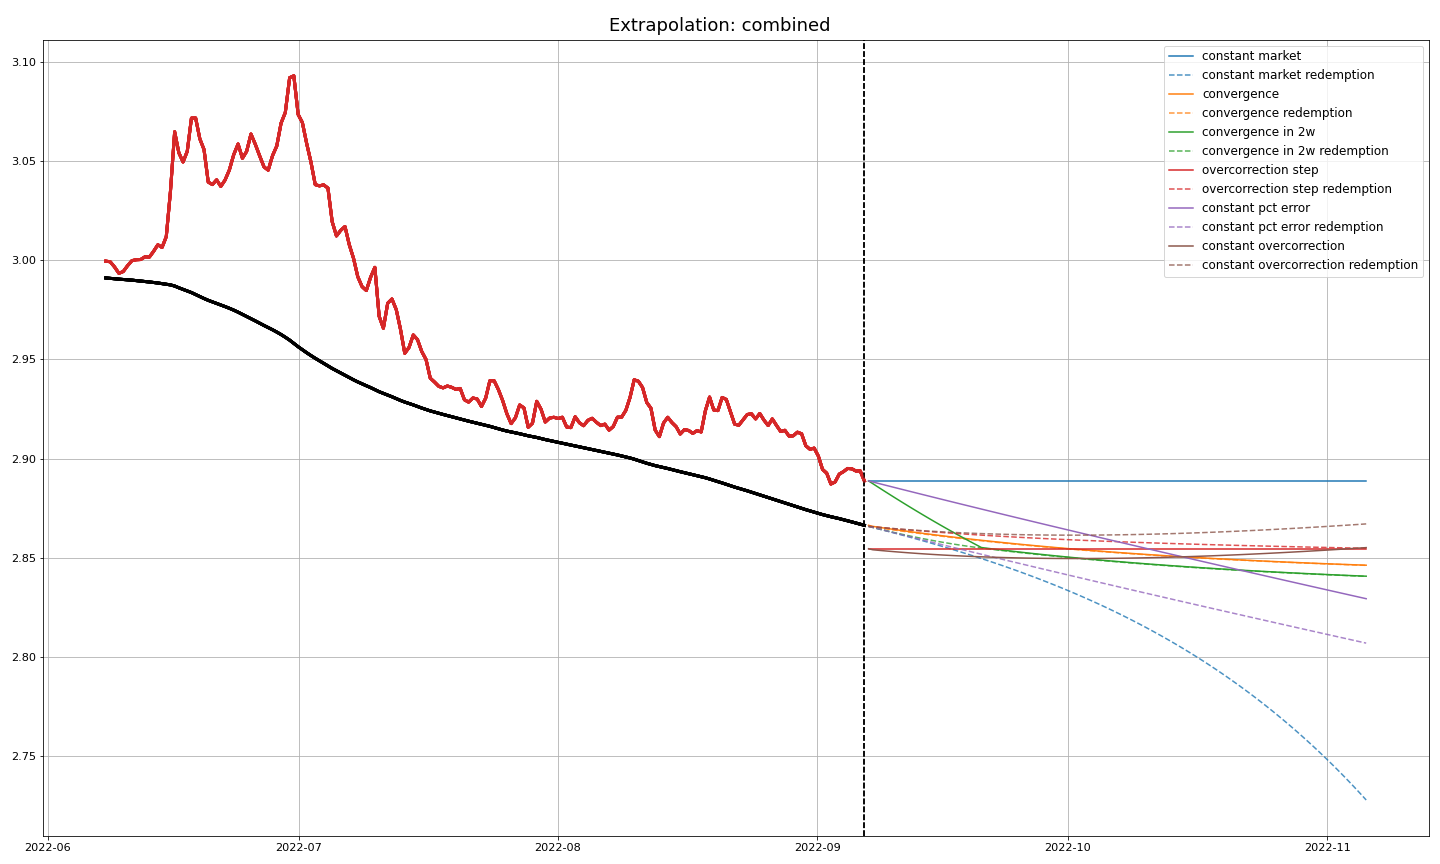 Extrapolation: combined
3.10
3.05
3.00
2.95
2.90
2.85
2.80
2.75
constant market
constant market redemption
convergence
convergence redemption
convergence in 2w
convergence in 2w redemption
overcorrection step
overcorrection step redemption
constant pct error
constant pct error redemption
constant overcorrection
constant overcorrection redemption
2022-06
2022-07
2022-08
2022-09
2022-10
2022-11